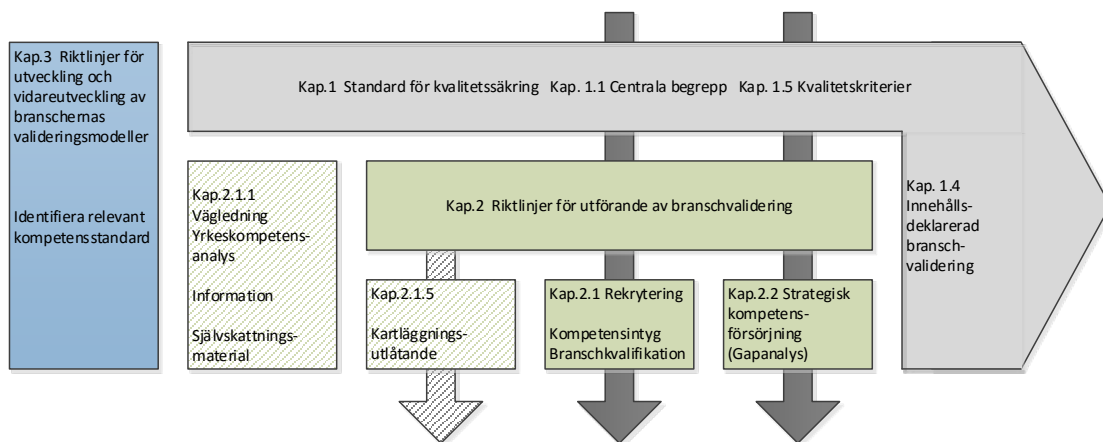 Kap.3 Riktlinjer för
utveckling och
vidareutveckling av
branschernas
valideringsmodeller
Identifiera relevant
kompetensstandard
Kap.1 Standard för kvalitetssäkring Kap. 1.1 Centrala begrepp Kap. 1.5 Kvalitetskriterier
Kap.2.1.1
Vägledning
Yrkeskompetens-
analys
Information
Självskattnings-
material
Kap.2 Riktlinjer för utförande av branschvalidering
Kap.2.1.5
Kartläggnings-
utlåtande
Kap.2.1 Rekrytering
Kompetensintyg
Branschkvalifikation
Kap.2.2 Strategisk
kompetens-
försörjning
(Gapanalys)
Kap. 1.4
Innehålls-
deklarerad
bransch-
validering